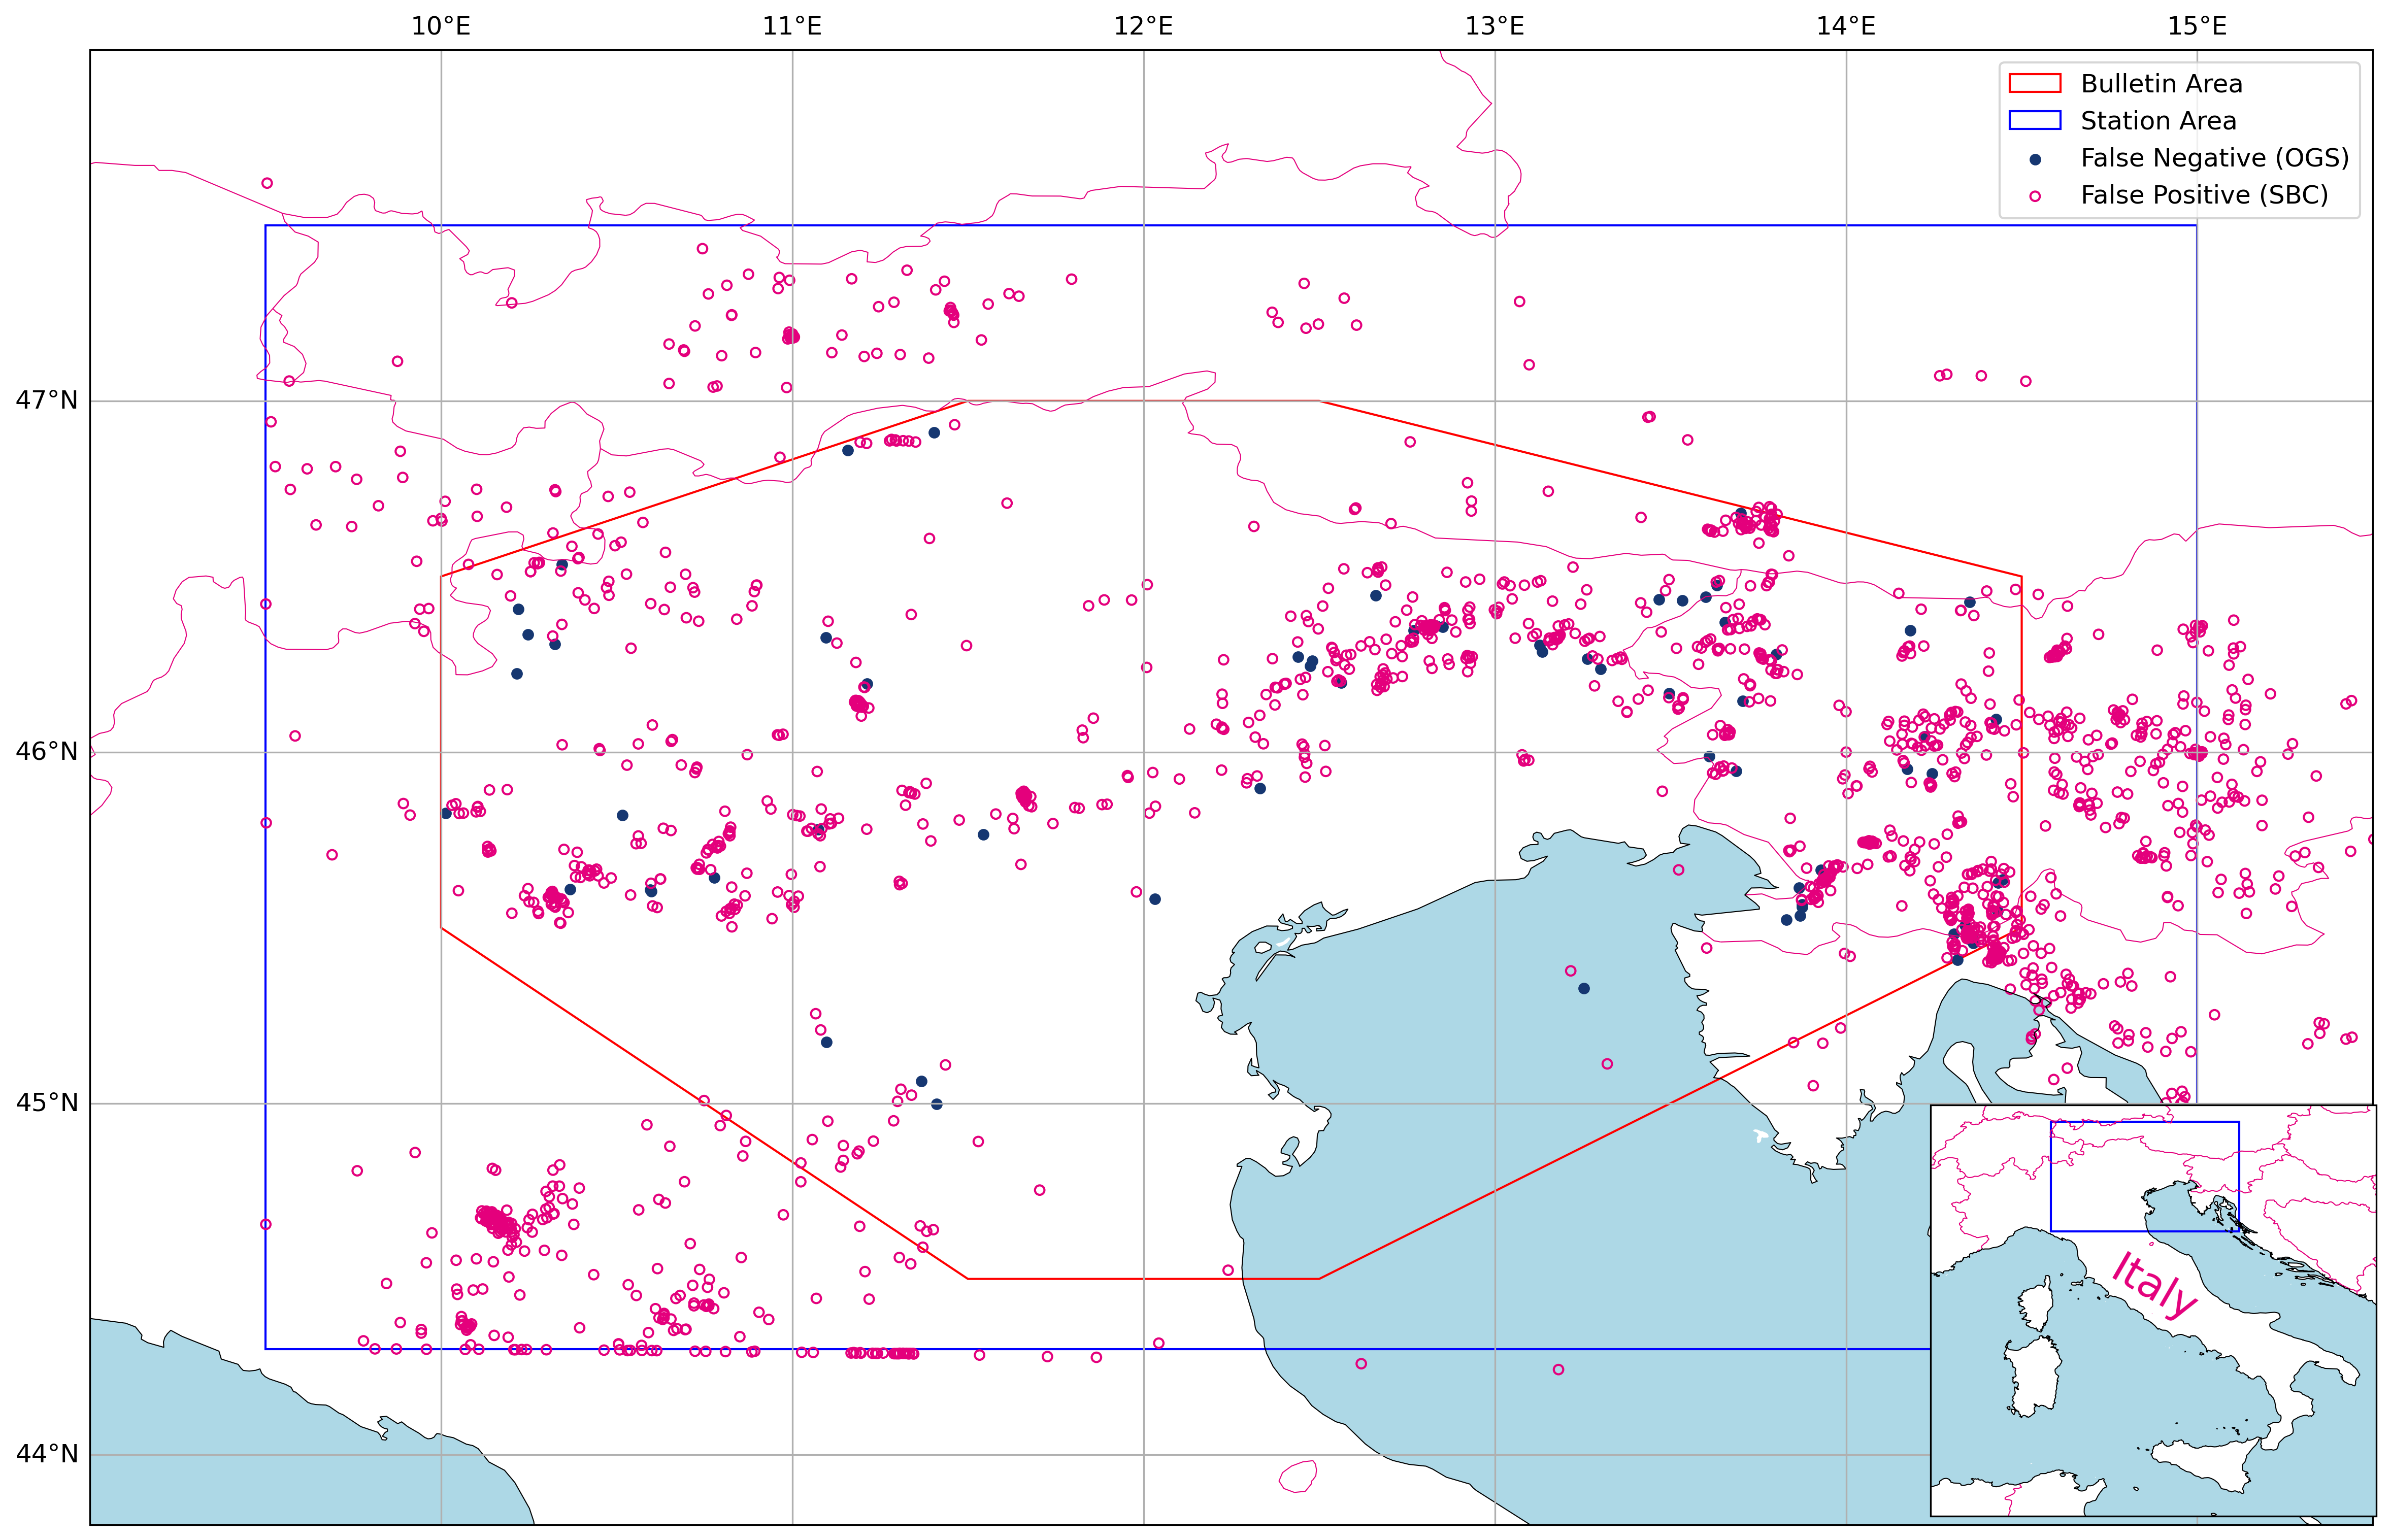 10°E 11°E 12°E 13°E 14°E 15°E
Bulletin Area
Station Area
False Negative (OGS)
False Positive (SBC)
47°N
46°N
45°N
44°N
Italy